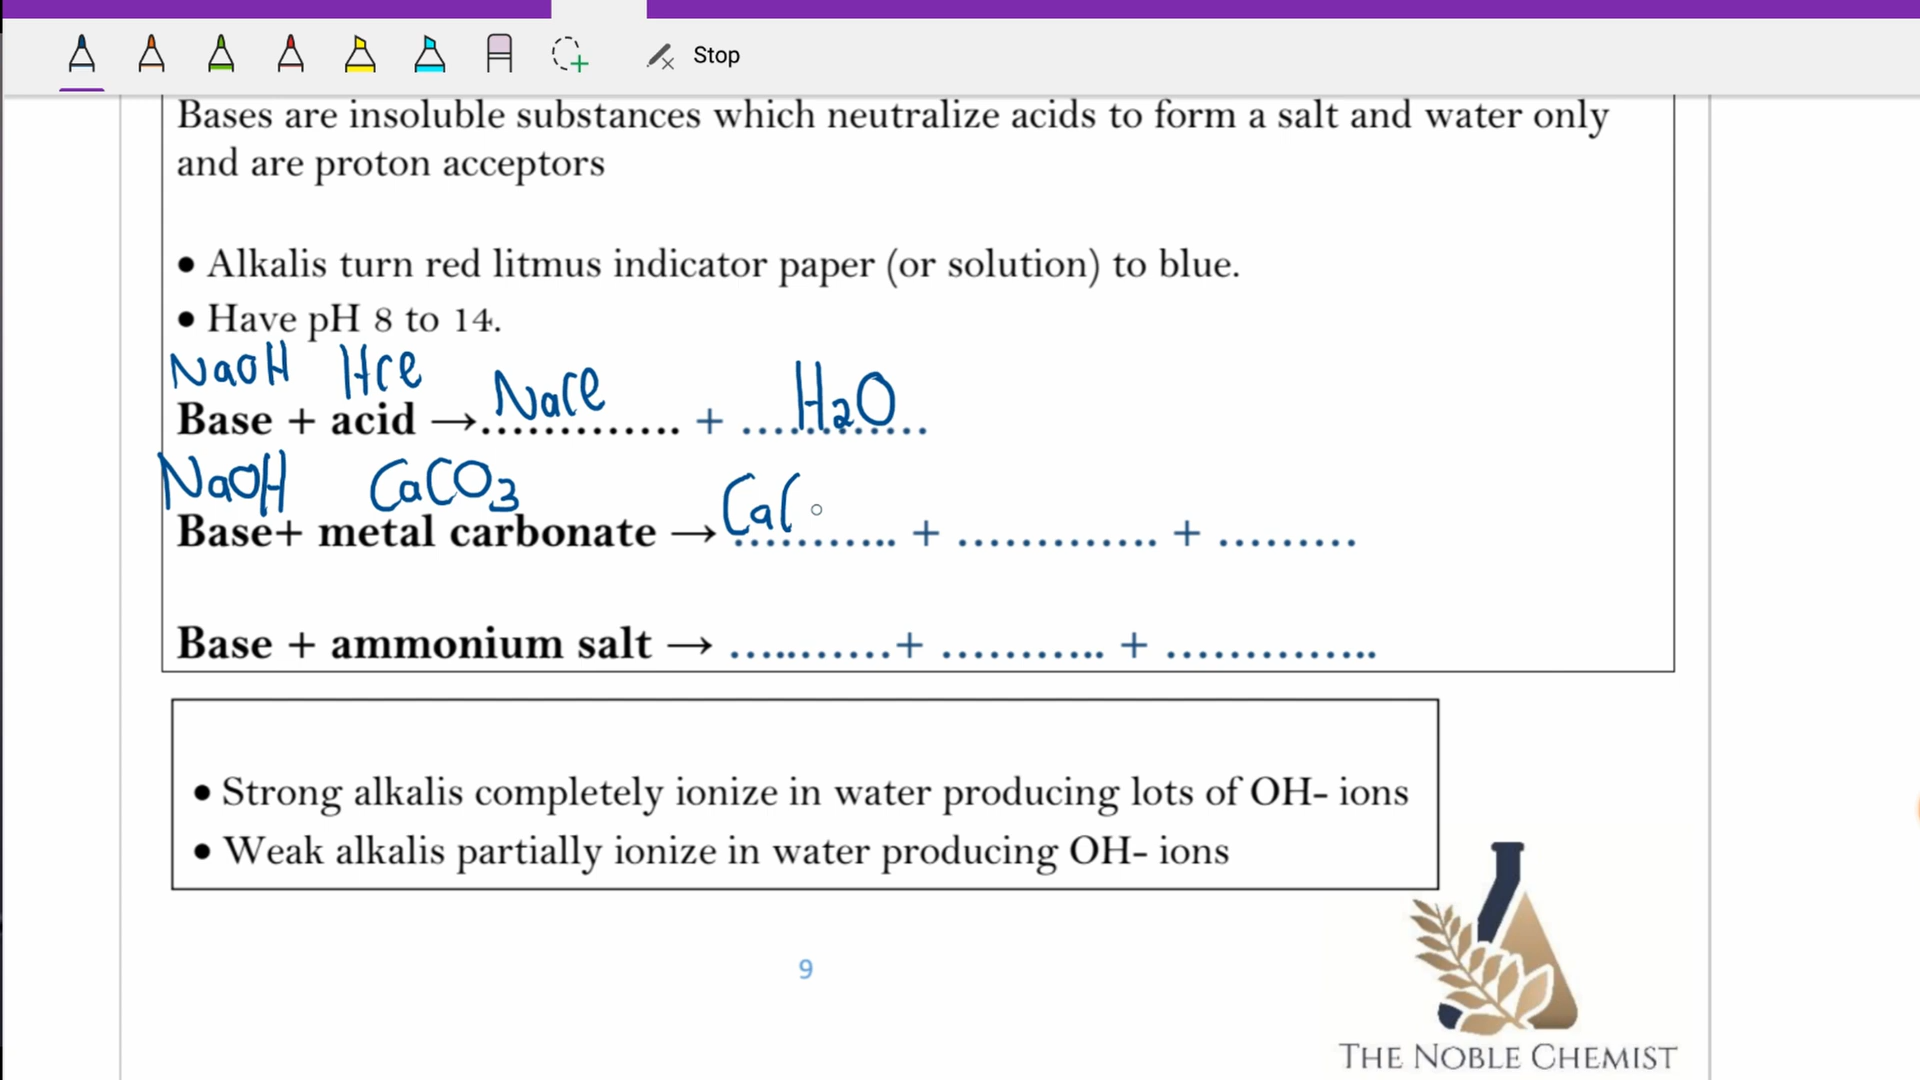 Stop
Bases are insoluble substances which neutralize acids to form a salt and water only
and are proton acceptors
• Alkalis turn red litmus indicator paper (or solution) to blue.
• Have pH 8 to 14.
NaOH HCl
NaCl H₂O
Base + acid →............. + ............
NaOH CaCO₃ CaC
Base+ metal carbonate → ........... + ............. + .........
Base + ammonium salt → ...........+ ........... + ..............
• Strong alkalis completely ionize in water producing lots of OH- ions
• Weak alkalis partially ionize in water producing OH- ions
9
THE NOBLE CHEMIST